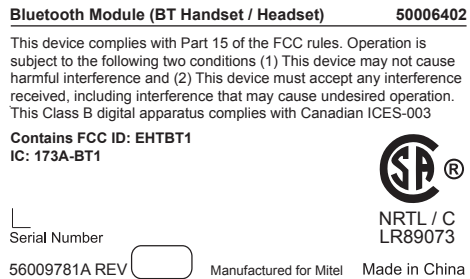 Bluetooth Module (BT Handset / Headset) 50006402
This device complies with Part 15 of the FCC rules. Operation is
subject to the following two conditions (1) This device may not cause
harmful interference and (2) This device must accept any interference
received, including interference that may cause undesired operation.
This Class B digital apparatus complies with Canadian ICES-003
Contains FCC ID: EHTBT1
IC: 173A-BT1
SA ®
NRTL / C
LR89073
Serial Number
56009781A REV
Manufactured for Mitel Made in China